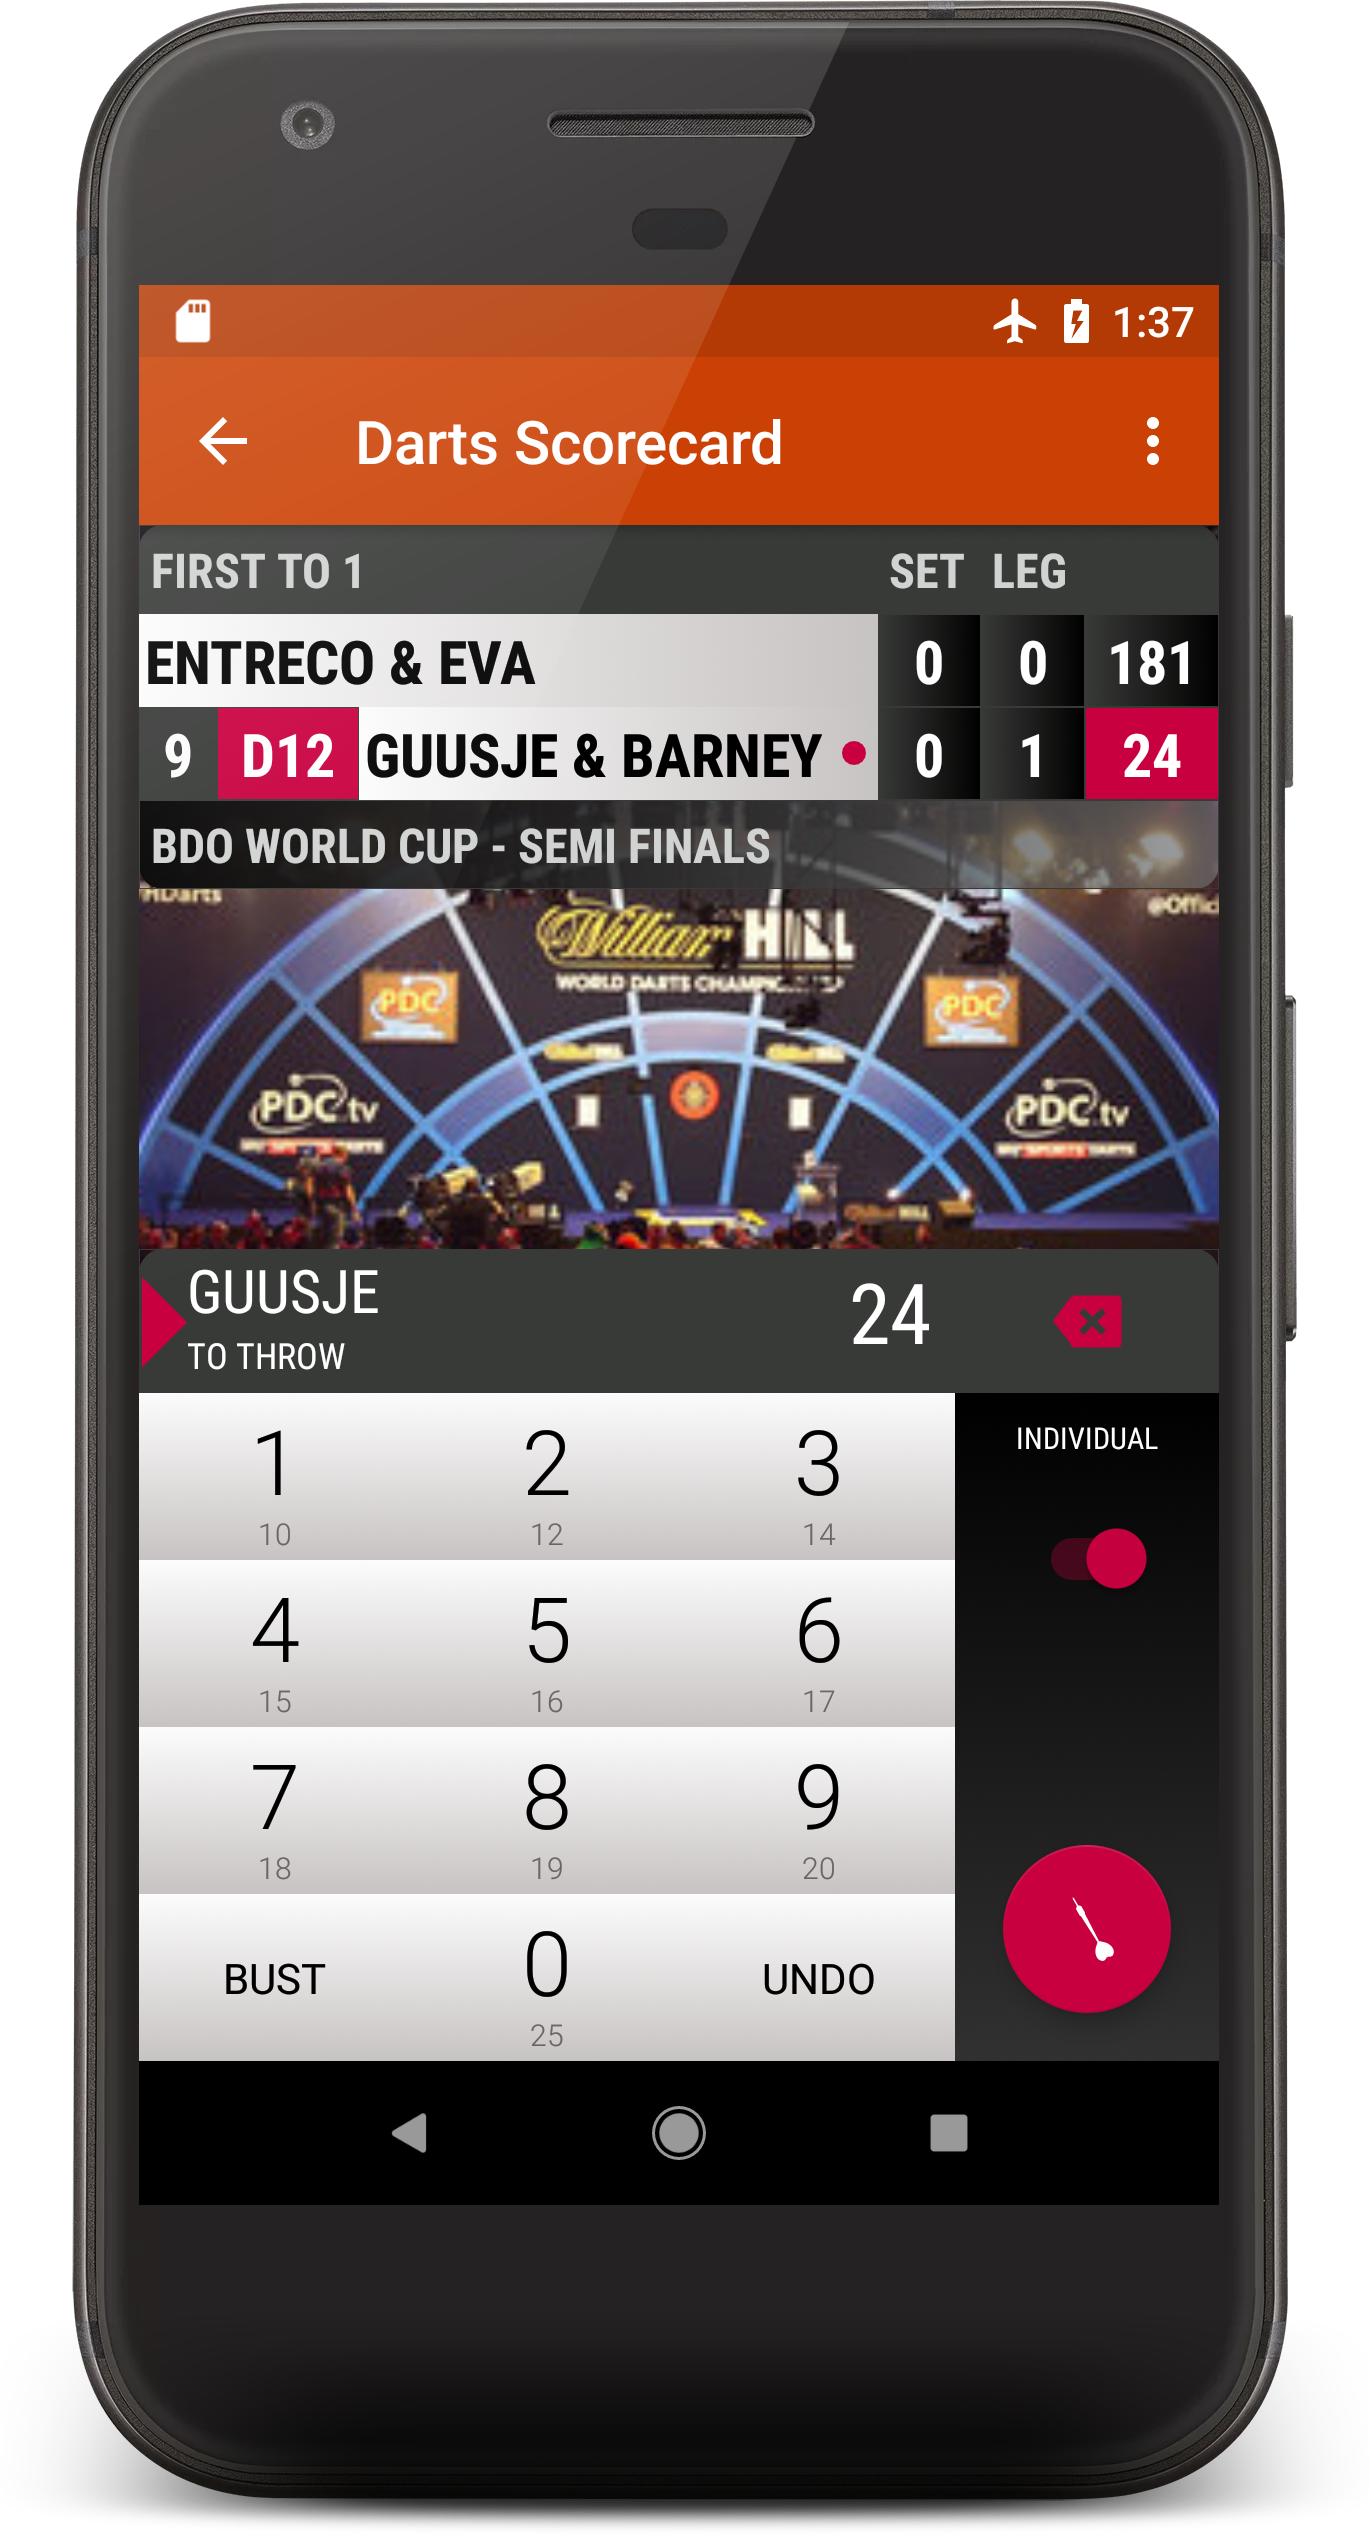 1:37
Darts Scorecard
FIRST TO 1 SET LEG
ENTRECO & EVA 0 0 181
9 D12 GUUSJE & BARNEY 0 1 24
BDO WORLD CUP - SEMI FINALS
@Offic
William HILL
WORLD DARTS
PDC PDC
PDC.tv PDC.tv
GUUSJE 24
TO THROW
INDIVIDUAL
1 2 3
10 12 14
4 5 6
15 16 17
7 8 9
18 19 20
BUST 0 UNDO
25